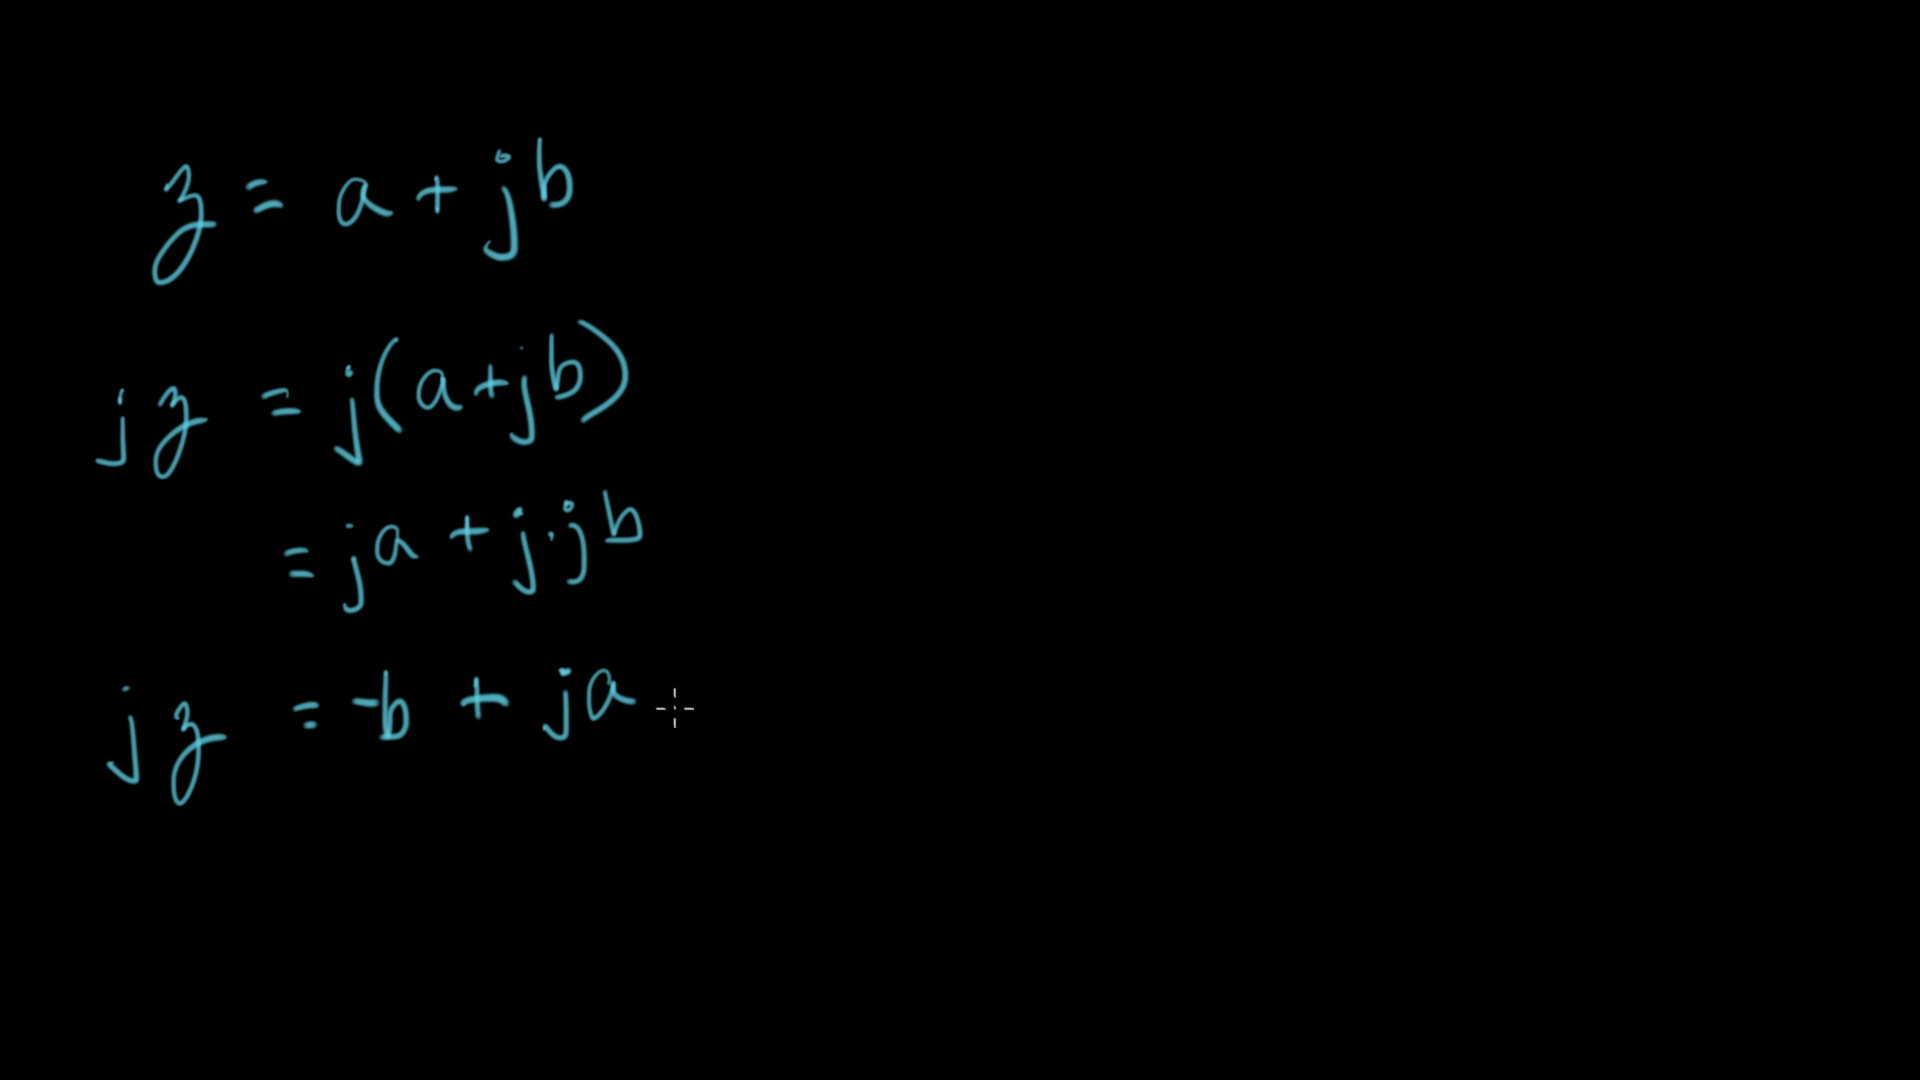 z = a + jb
jz = j(a+jb)
= ja + j·jb
jz = -b + ja